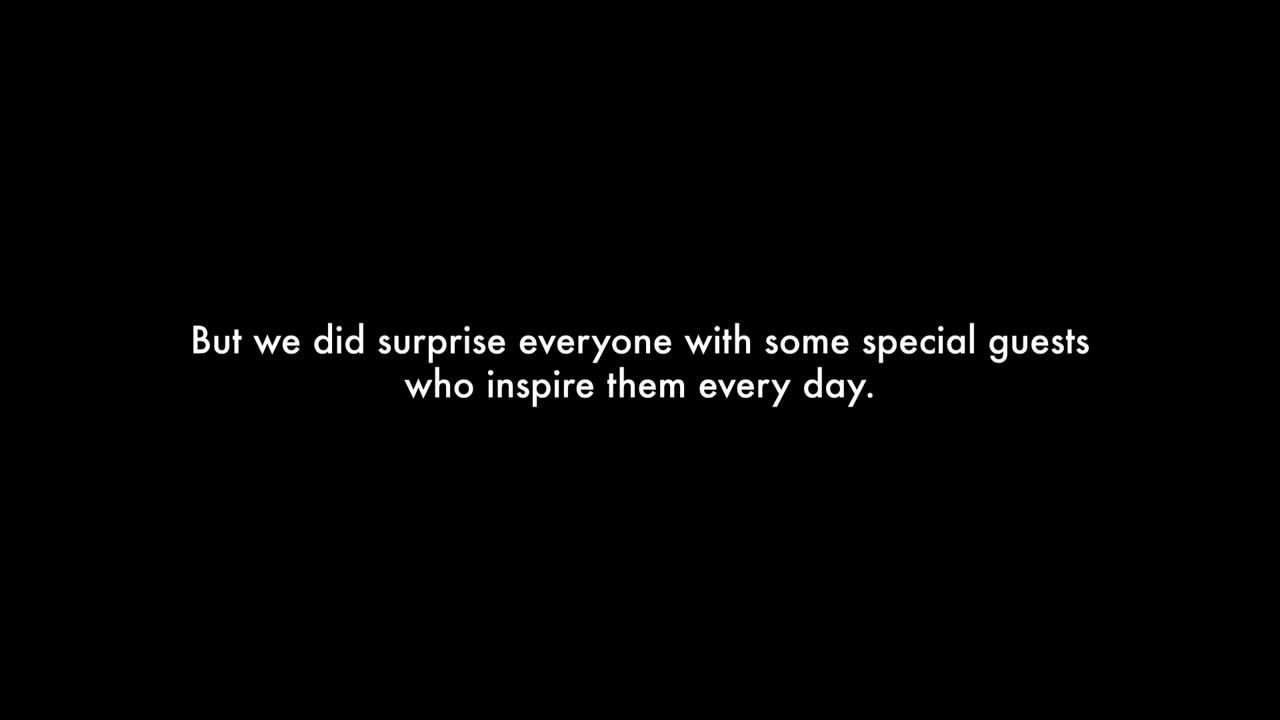 But we did surprise everyone with some special guests
who inspire them every day.